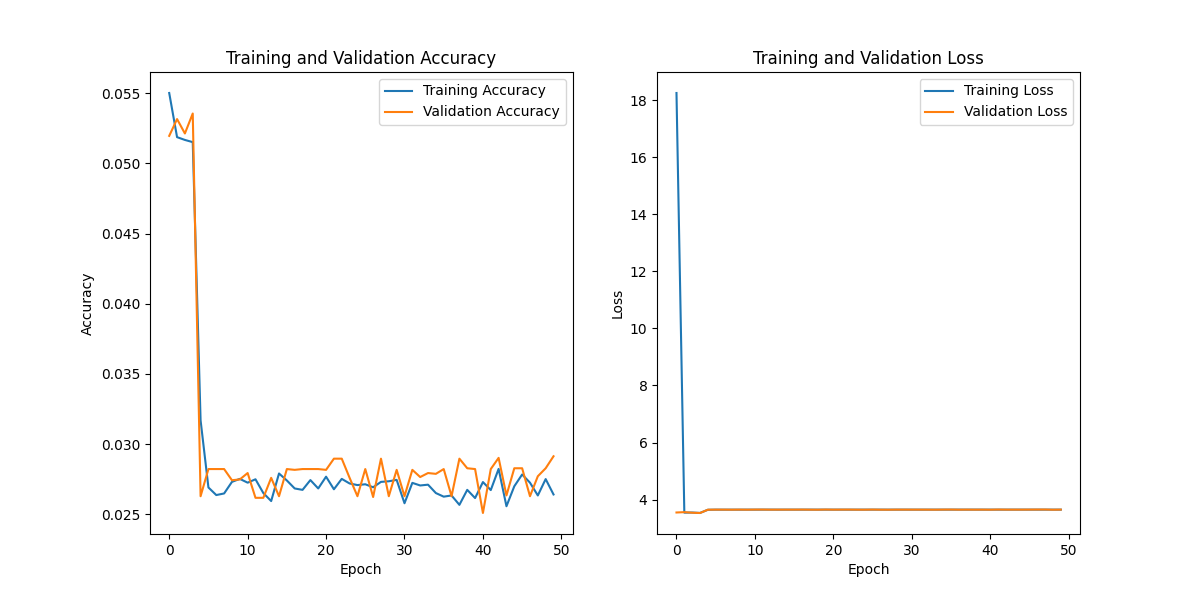 Training and Validation Accuracy
Training Accuracy
Validation Accuracy
0.055
0.050
0.045
0.040
0.035
0.030
0.025
Accuracy
0 10 20 30 40 50
Epoch
Training and Validation Loss
Training Loss
Validation Loss
18
16
14
12
10
8
6
4
Loss
0 10 20 30 40 50
Epoch